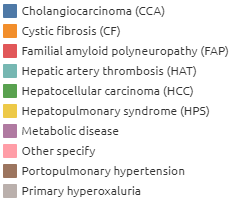 Cholangiocarcinoma (CCA)
Cystic fibrosis (CF)
Familial amyloid polyneuropathy (FAP)
Hepatic artery thrombosis (HAT)
Hepatocellular carcinoma (HCC)
Hepatopulmonary syndrome (HPS)
Metabolic disease
Other specify
Portopulmonary hypertension
Primary hyperoxaluria